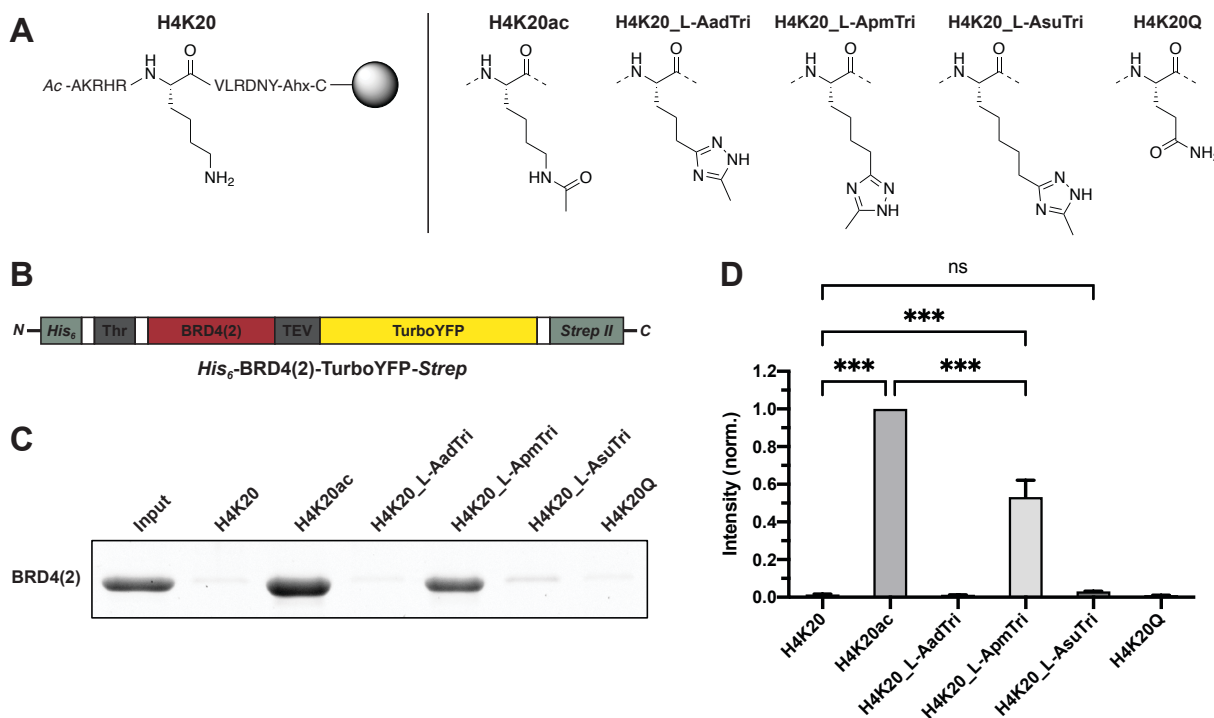 A
H4K20
Ac-AKRHR
H
N
O
VLRDNY-Ahx-C
NH2
H4K20ac
H
N
O
HN
O
H4K20_L-AadTri
H
N
O
N
NH
N
H4K20_L-ApmTri
H
N
O
N
N
N
H
H4K20_L-AsuTri
H
N
O
N
NH
N
H4K20Q
H
N
O
O
NH2
B
N
His6
Thr
BRD4(2)
TEV
TurboYFP
Strep II
C
His6-BRD4(2)-TurboYFP-Strep
C
Input
H4K20
H4K20ac
H4K20_L-AadTri
H4K20_L-ApmTri
H4K20_L-AsuTri
H4K20Q
BRD4(2)
D
ns
***
***
***
Intensity (norm.)
1.2
1.0
0.8
0.6
0.4
0.2
0.0
H4K20
H4K20ac
H4K20_L-AadTri
H4K20_L-ApmTri
H4K20_L-AsuTri
H4K20Q